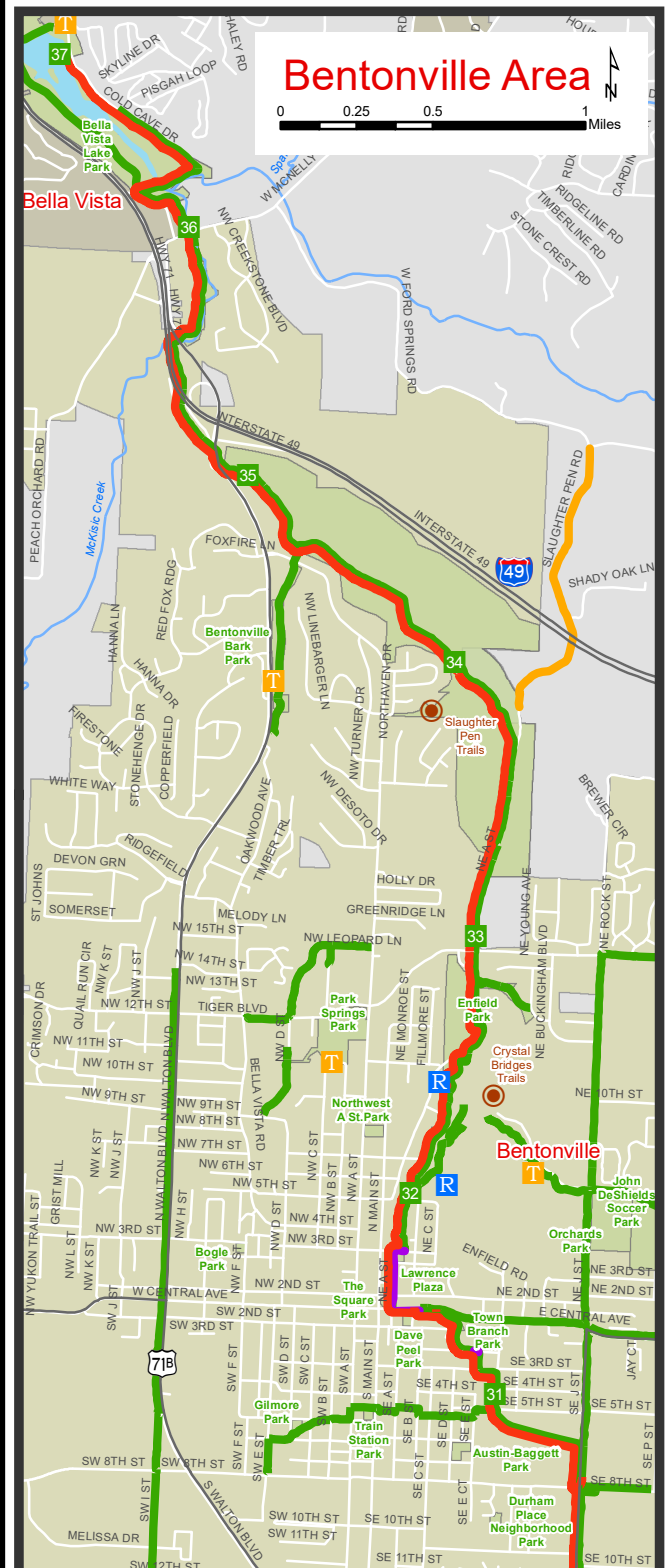 T
37
HALEY RD
SKYLINE DR
PISGAH LOOP
COLD CAVE DR
Bella
Vista
Lake
Park
Bentonville Area
N
0 0.25 0.5 1
Miles
W MCNELLY
RIDGELINE RD
TIMBERLINE RD
STONE CREST RD
Bella Vista
36
HWY 71
NW CREEKSTONE BLVD
W FORD SPRINGS RD
INTERSTATE 49
PEACH ORCHARD RD
McKisic Creek
35
INTERSTATE 49
49
SLAUGHTER PEN RD
SHADY OAK LN
FOXFIRE LN
RED FOX RDG
HANNA LN
NW LINEBARGER LN
Bentonville
Bark
Park
T
34
NORTHAVEN DR
NW TURNER DR
Slaughter
Pen
Trails
HANNA DR
FIRESTONE
STONEHENGE DR
COPPERFIELD
WHITE WAY
NW DESOTO DR
OAKWOOD AVE
TIMBER TRL
BREWER CIR
RIDGEFIELD
DEVON GRN
ST JOHNS
SOMERSET
NE A ST
HOLLY DR
GREENRIDGE LN
NE YOUNG AVE
NE ROCK ST
MELODY LN
NW 15TH ST
NW LEOPARD LN
33
NE BUCKINGHAM BLVD
NW 14TH ST
NW 13TH ST
QUAIL RUN CIR
NW K ST
NW J ST
CRIMSON DR
NW 12TH ST
TIGER BLVD
Park
Springs
Park
NE MONROE ST
FILLMORE ST
Enfield
Park
NW 11TH ST
NW 10TH ST
NW D ST
T
R
Crystal
Bridges
Trails
NE 10TH ST
NW 9TH ST
NW 9TH ST
NW 8TH ST
BELLA VISTA RD
Northwest
A St.Park
N WALTON BLVD
N WALTON BLVD
NW 7TH ST
NW K ST
NW J ST
NW 6TH ST
NW 5TH ST
NW C ST
NW B ST
NW A ST
N MAIN ST
Bentonville
T
R
32
John
DeShields
Soccer
Park
GRIST MILL
NW YUKON TRAIL ST
NW H ST
NW 4TH ST
NW 3RD ST
NW 3RD ST
NW D ST
NE C ST
Orchards
Park
NW L ST
NW K ST
Bogle
Park
NW F ST
ENFIELD RD
NE J ST
NE 3RD ST
NE A ST
Lawrence
Plaza
NE 2ND ST
NE 2ND ST
NW 2ND ST
W CENTRAL AVE
SW 2ND ST
SW 3RD ST
SW J ST
The
Square
Park
E CENTRAL AVE
Town
Branch
Park
Dave
Peel
Park
71B
SW F ST
SW D ST
SW C ST
SW A ST
SW B ST
S MAIN ST
SE A ST
SE 3RD ST
SE 4TH ST
SE 4TH ST
JAY CT
31
SE 5TH ST
SE 5TH ST
SE J ST
Gilmore
Park
Train
Station
Park
SE B ST
SE D ST
SE E ST
SE P ST
SW F ST
SW E ST
SE C ST
Austin-Baggett
Park
SW 8TH ST
SW 8TH ST
SE 8TH ST
SW I ST
S WALTON BLVD
SE E CT
Durham
Place
Neighborhood
Park
SW 10TH ST
SE 10TH ST
SW 11TH ST
MELISSA DR
SE 11TH ST
SW 12TH ST
SE 12TH ST